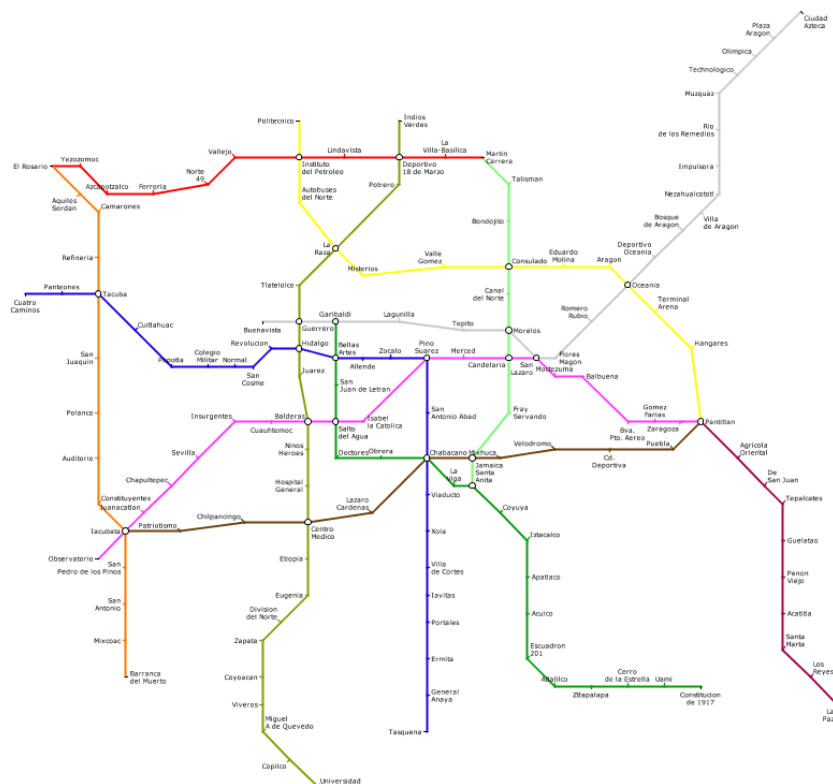 Ciudad
Azteca
Plaza
Aragon
Olimpica
Technologico
Muzquaz
Politecnico
Indios
Verdes
Rio
de los Remedios
Vallejo
Lindavista
La
Villa-Basilica
Martin
Carrera
El Rosario
Yezozomoc
Instituto
del Petroleo
Deportivo
18 de Marzo
Impulsora
Norte
49
Azcapotzalco
Ferreria
Talisman
Aquiles
Serdan
Camarones
Autobuses
del Norte
Potrero
Nezahualcototl
Bondojito
Bosque
de Aragon
Villa
de Aragon
La
Raza
Valle
Gomez
Eduardo
Molina
Deportivo
Oceania
Refineria
Misterios
Consulado
Aragon
Tlatelolco
Oceania
Panteones
Tacuba
Canal
del Norte
Cuatro
Caminos
Terminal
Arena
Cuitlahuac
Buenavista
Garibaldi
Guerrero
Lagunilla
Tepito
Morelos
Romero
Rubio
Revolucion
Hidalgo
Bellas
Artes
Pino
Suarez
Hangares
San
Juaquin
Popotla
Colegio
Militar
Normal
San
Cosme
Allende
Zocalo
Merced
Candelaria
San
Lazaro
Flores
Magon
Moctozuma
Juarez
Balbuena
San
Juan de Letran
Polanco
Insurgentes
Balderas
Cuauhtemoc
Salto
del Agua
Isabel
la Catolica
San
Antonio Abad
Fray
Servando
Bva.
Pto. Aereo
Gomez
Farias
Zaragoza
Pantitlan
Auditorio
Sevilla
Ninos
Heroes
Doctores
Obrera
Chabacano
Mixhuca
Velodromo
Cd.
Deportiva
Puebla
Agricola
Oriental
Chapultepec
Hospital
General
La
Viga
Jamaica
Santa
Anita
De
San Juan
Constituyentes
Juanacatlan
Lazaro
Cardenas
Viaducto
Coyuya
Tepalcates
Iacubata
Patriotismo
Chilpancingo
Centro
Medico
Xola
Iztacalco
Guelatao
Observatorio
San
Pedro de los Pinos
Etiopia
Villa
de Cortes
Apatlaco
Penon
Viejo
San
Antonio
Eugenia
Iavitas
Aculco
Acatitla
Division
del Norte
Portales
Mixcoac
Zapata
Escuadron
201
Santa
Marta
Ermita
Barranca
del Muerto
Coyoacan
Cerro
de la Estrella
Uami
Los
Reyes
General
Anaya
Ztlapalapa
Constitucion
de 1917
Viveros
La
Paz
Miguel
A de Quevedo
Tasquena
Copilco
Universidad